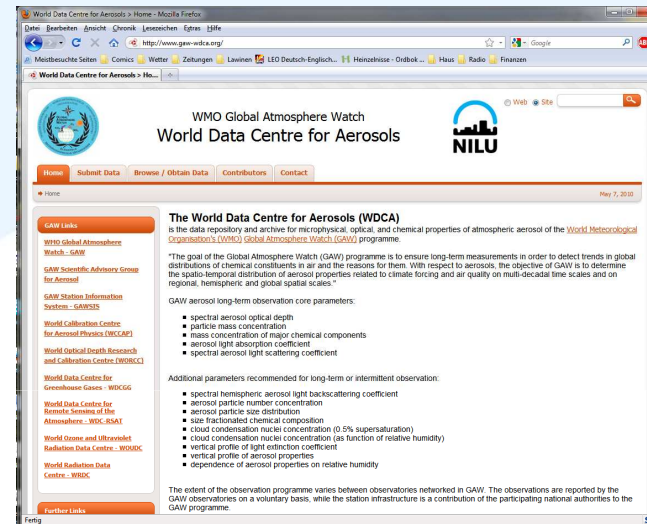 World Data Centre for Aerosols > Home - Mozilla Firefox
Datei Bearbeiten Ansicht Chronik Lesezeichen Extras Hilfe
http://www.gaw-wdca.org/
Google
Meistbesuchte Seiten Comics Wetter Zeitungen Lawinen LEO Deutsch-Englisch... Heinzelnisse - Ordbok ... Haus Radio Finanzen
World Data Centre for Aerosols > Ho...
WMO Global Atmosphere Watch
World Data Centre for Aerosols
NILU
Web Site
Home Submit Data Browse / Obtain Data Contributors Contact
Home
May 7, 2010
GAW Links
WMO Global Atmosphere
Watch - GAW
GAW Scientific Advisory Group
for Aerosol
GAW Station Information
System - GAWSIS
World Calibration Centre
for Aerosol Physics (WCCAP)
World Optical Depth Research
and Calibration Centre (WORCC)
World Data Centre for
Greenhouse Gases - WDCGG
World Data Centre for
Remote Sensing of the
Atmosphere - WDC-RSAT
World Ozone and Ultraviolet
Radiation Data Centre - WOUDC
World Radiation Data
Centre - WRDC
Further Links
The World Data Centre for Aerosols (WDCA)
is the data repository and archive for microphysical, optical, and chemical properties of atmospheric aerosol of the World Meteorological
Organisation's (WMO) Global Atmosphere Watch (GAW) programme.
"The goal of the Global Atmosphere Watch (GAW) programme is to ensure long-term measurements in order to detect trends in global
distributions of chemical constituents in air and the reasons for them. With respect to aerosols, the objective of GAW is to determine
the spatio-temporal distribution of aerosol properties related to climate forcing and air quality on multi-decadal time scales and on
regional, hemispheric and global spatial scales."
GAW aerosol long-term observation core parameters:
spectral aerosol optical depth
particle mass concentration
mass concentration of major chemical components
aerosol light absorption coefficient
spectral aerosol light scattering coefficient
Additional parameters recommended for long-term or intermittent observation:
spectral hemispheric aerosol light backscattering coefficient
aerosol particle number concentration
aerosol particle size distribution
size fractionated chemical composition
cloud condensation nuclei concentration (0.5% supersaturation)
cloud condensation nuclei concentration (as function of relative humidity)
vertical profile of light extinction coefficient
vertical profile of aerosol properties
dependence of aerosol properties on relative humidity
The extent of the observation programme varies between observatories networked in GAW. The observations are reported by the
GAW observatories on a voluntary basis, while the station infrastructure is a contribution of the participating national authorities to the
GAW programme.
Fertig